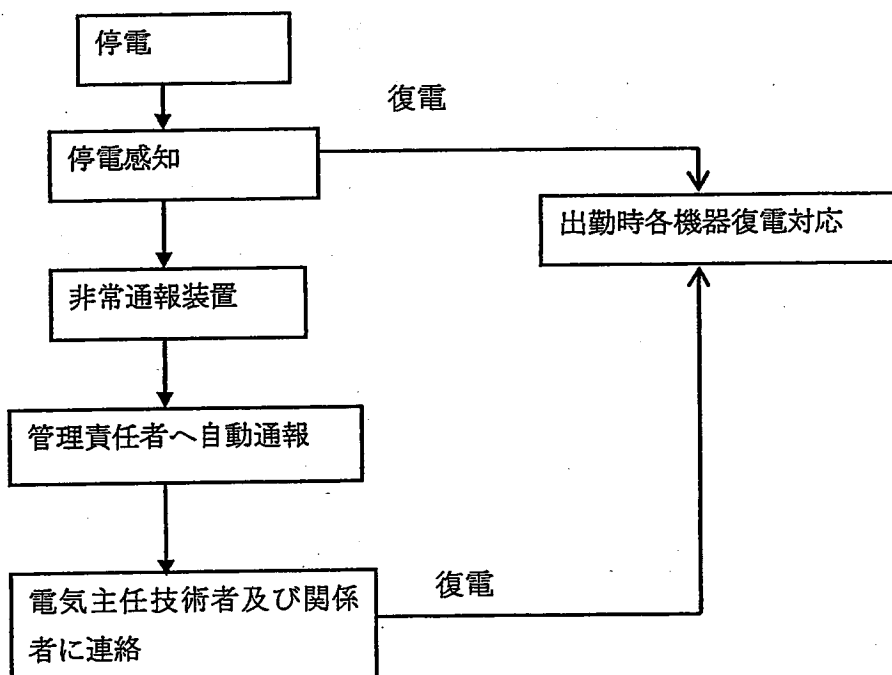 停電
復電
停電感知
出勤時各機器復電対応
非常通報装置
管理責任者へ自動通報
電気主任技術者及び関係
者に連絡
復電